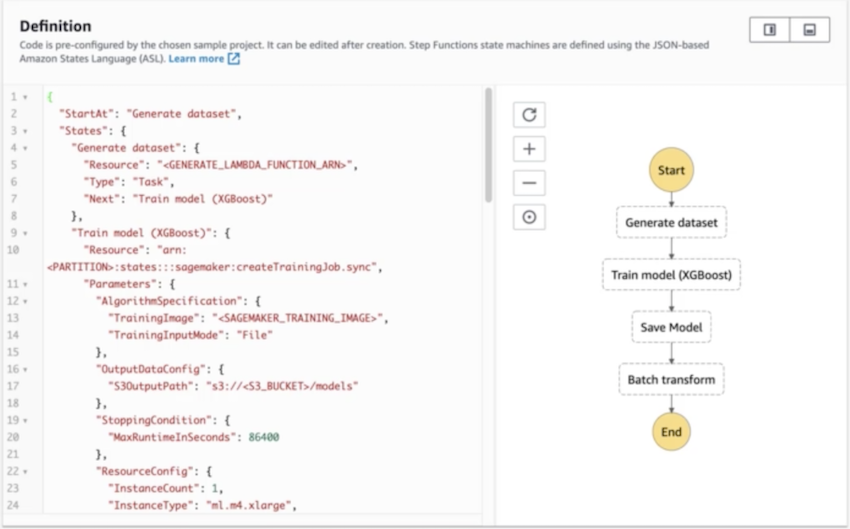 Definition
Code is pre-configured by the chosen sample project. It can be edited after creation. Step Functions state machines are defined using the JSON-based
Amazon States Language (ASL). Learn more
1 {
2 "StartAt": "Generate dataset",
3 "States": {
4 "Generate dataset": {
5 "Resource": "<GENERATE_LAMBDA_FUNCTION_ARN>",
6 "Type": "Task",
7 "Next": "Train model (XGBoost)"
8 },
9 "Train model (XGBoost)": {
10 "Resource": "arn:
<PARTITION>:states:::sagemaker:createTrainingJob.sync",
11 "Parameters": {
12 "AlgorithmSpecification": {
13 "TrainingImage": "<SAGEMAKER_TRAINING_IMAGE>",
14 "TrainingInputMode": "File"
15 },
16 "OutputDataConfig": {
17 "S3OutputPath": "s3://<S3_BUCKET>/models"
18 },
19 "StoppingCondition": {
20 "MaxRuntimeInSeconds": 86400
21 },
22 "ResourceConfig": {
23 "InstanceCount": 1,
24 "InstanceType": "ml.m4.xlarge",
Start
Generate dataset
Train model (XGBoost)
Save Model
Batch transform
End